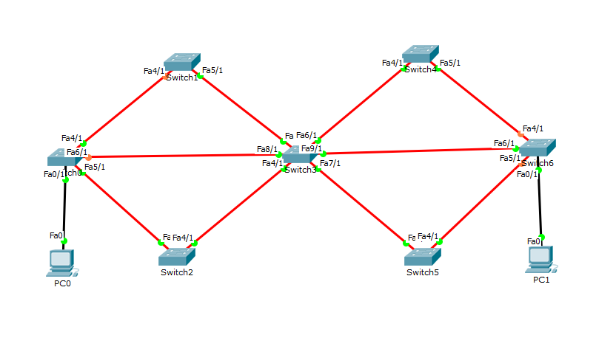 Fa4/1
Fa5/1
Switch1
Fa4/1
Fa5/1
Switch4
Fa4/1
Fa6/1
Fa5/1
Fa0/1
Fa
Fa8/1
Fa4/1
Fa6/1
Fa9/1
Fa7/1
Switch3
Fa4/1
Fa6/1
Fa5/1
Fa0/1
Switch6
Fa0
PC0
Fa4/1
Switch2
Fa4/1
Switch5
Fa0
PC1